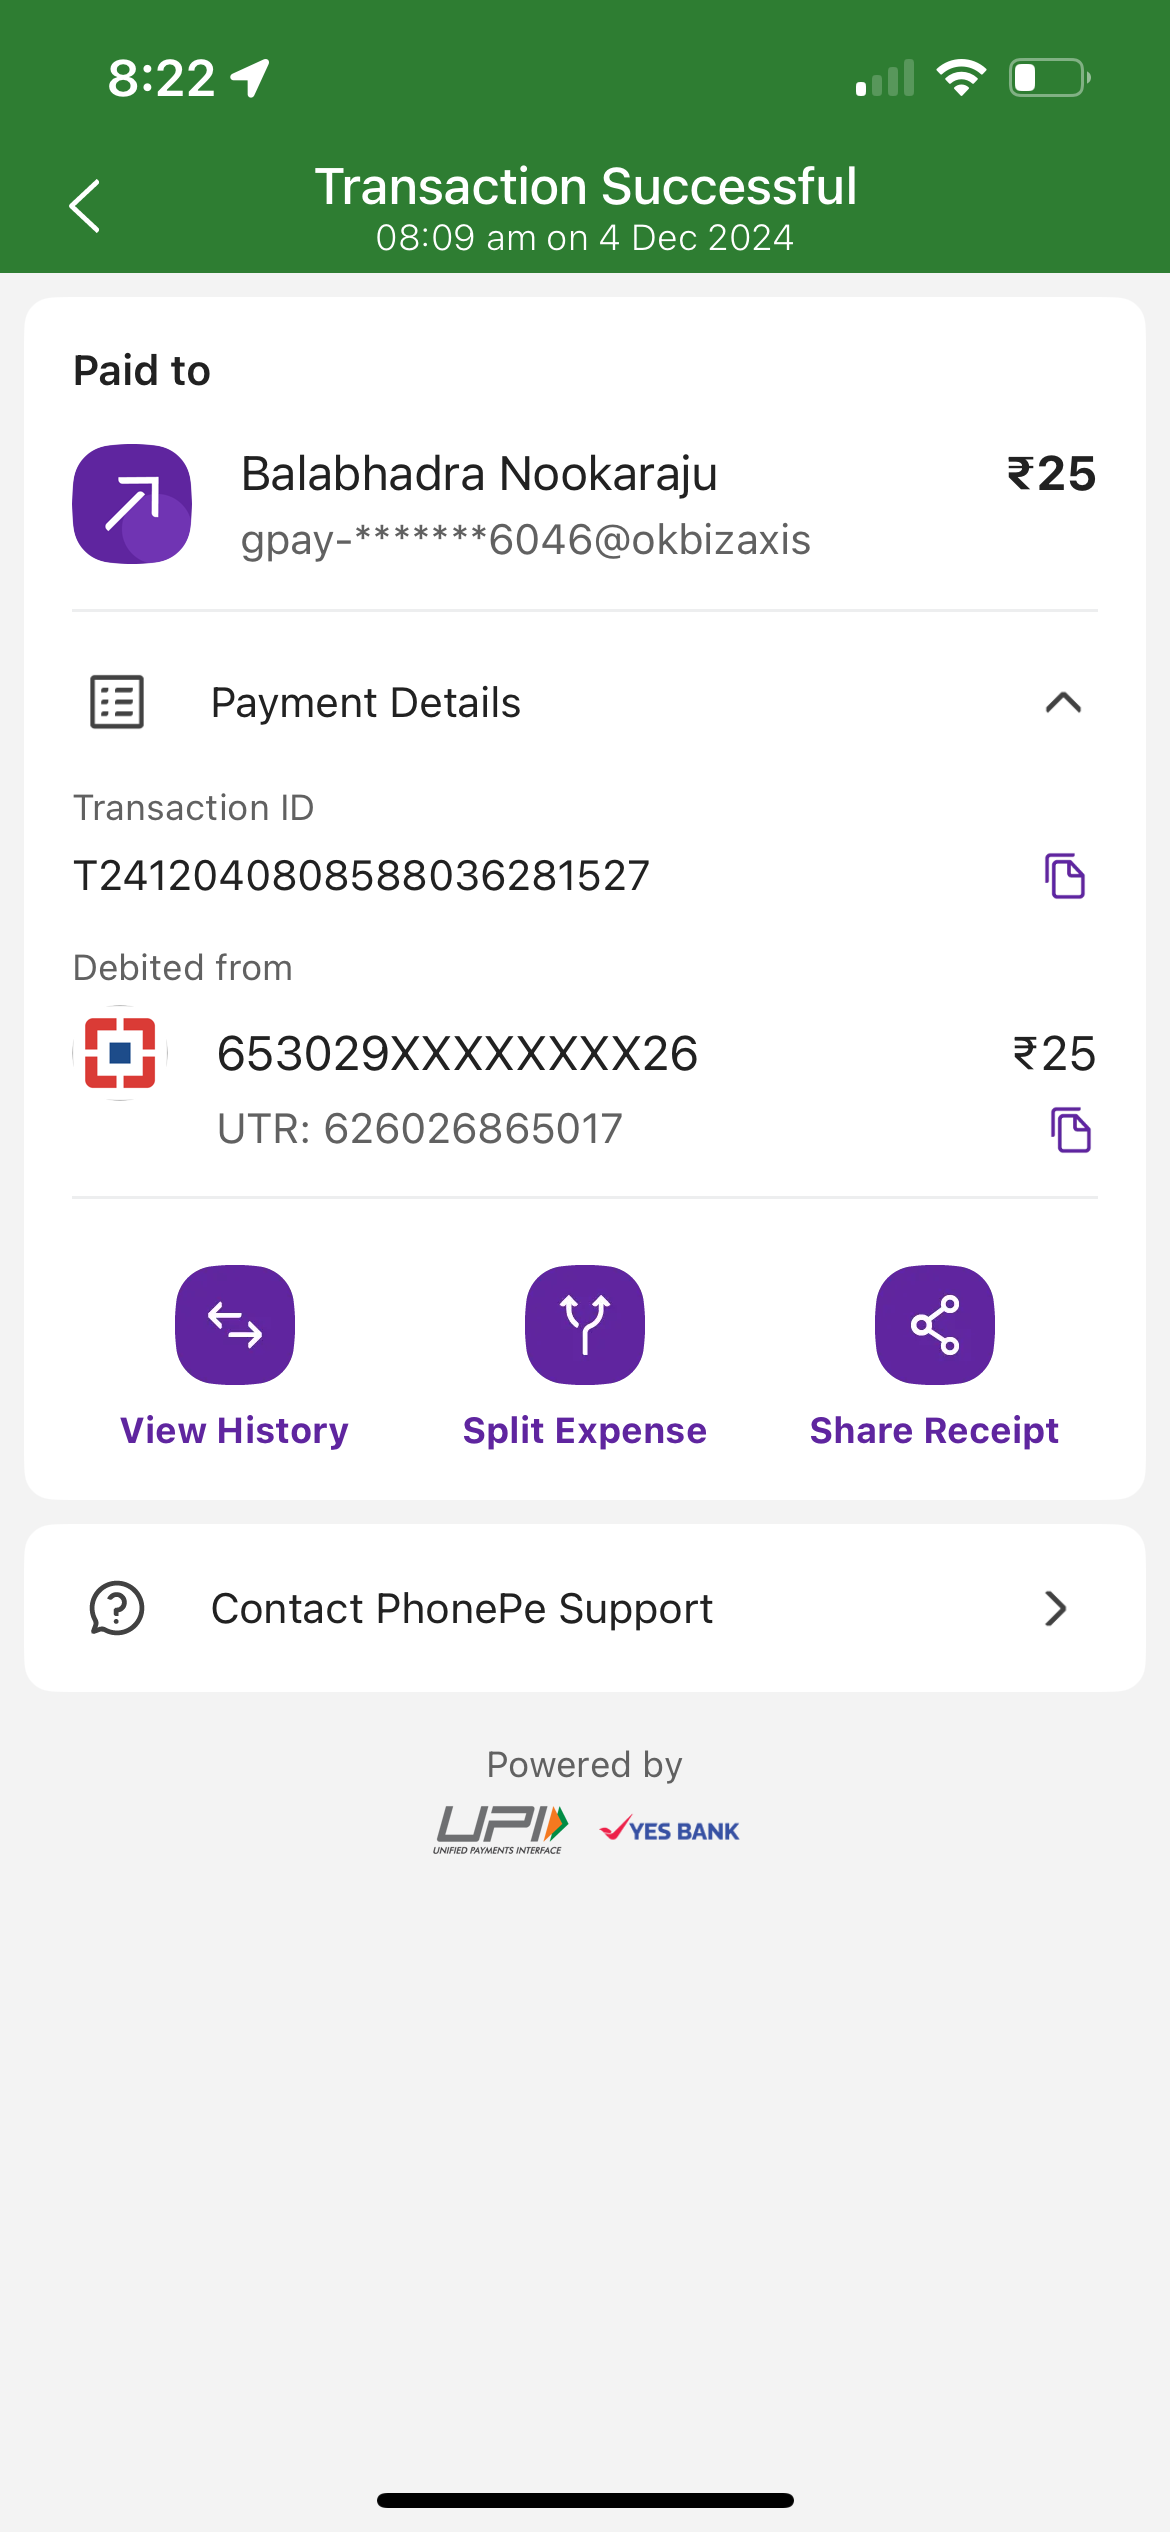 8:22
Transaction Successful
08:09 am on 4 Dec 2024
Paid to
Balabhadra Nookaraju ₹25
gpay-*******6046@okbizaxis
Payment Details
Transaction ID
T2412040808588036281527
Debited from
653029XXXXXXXX26 ₹25
UTR: 626026865017
View History Split Expense Share Receipt
Contact PhonePe Support
Powered by
UPI YES BANK
UNIFIED PAYMENTS INTERFACE